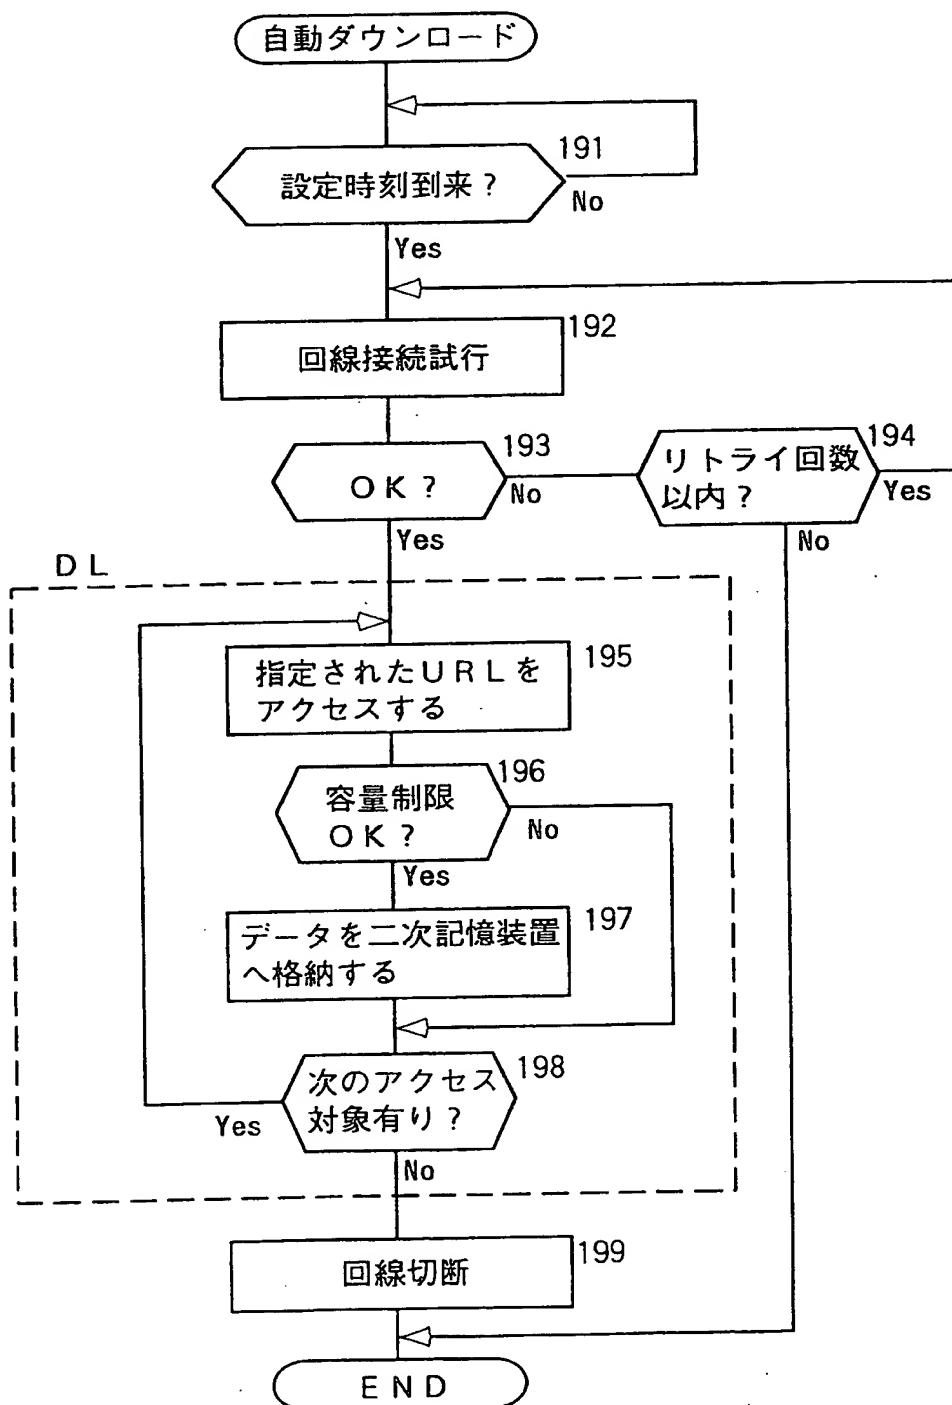 自動ダウンロード
191
設定時刻到来？
No
Yes
192
回線接続試行
193
OK？
No
Yes
194
リトライ回数
以内？
Yes
No
DL
195
指定されたURLを
アクセスする
196
容量制限
OK？
No
Yes
197
データを二次記憶装置
へ格納する
198
次のアクセス
対象有り？
Yes
No
199
回線切断
END